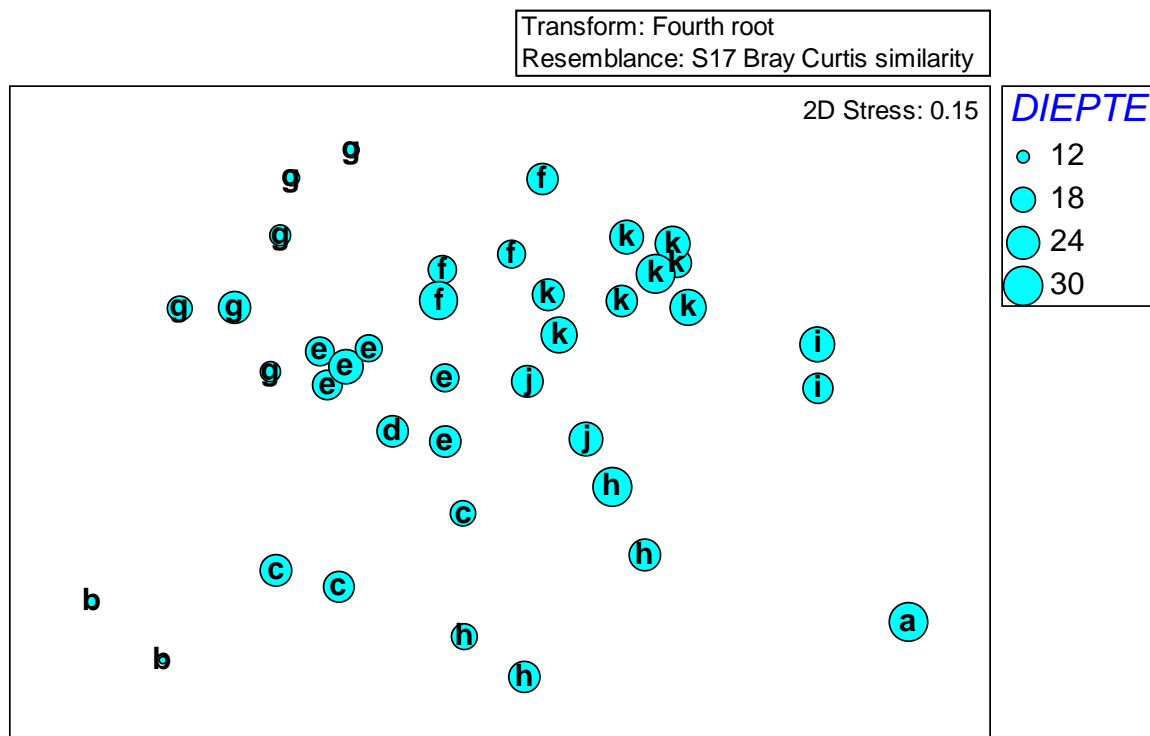 Transform: Fourth root
Resemblance: S17 Bray Curtis similarity
2D Stress: 0.15
DIEPTE
12
18
24
30
g
g
f
g
k
k
f
k
f
k
k
f
k
k
g
g
k
k
i
e
e
e
g
e
e
j
i
d
e
j
h
c
h
c
c
b
a
h
b
h